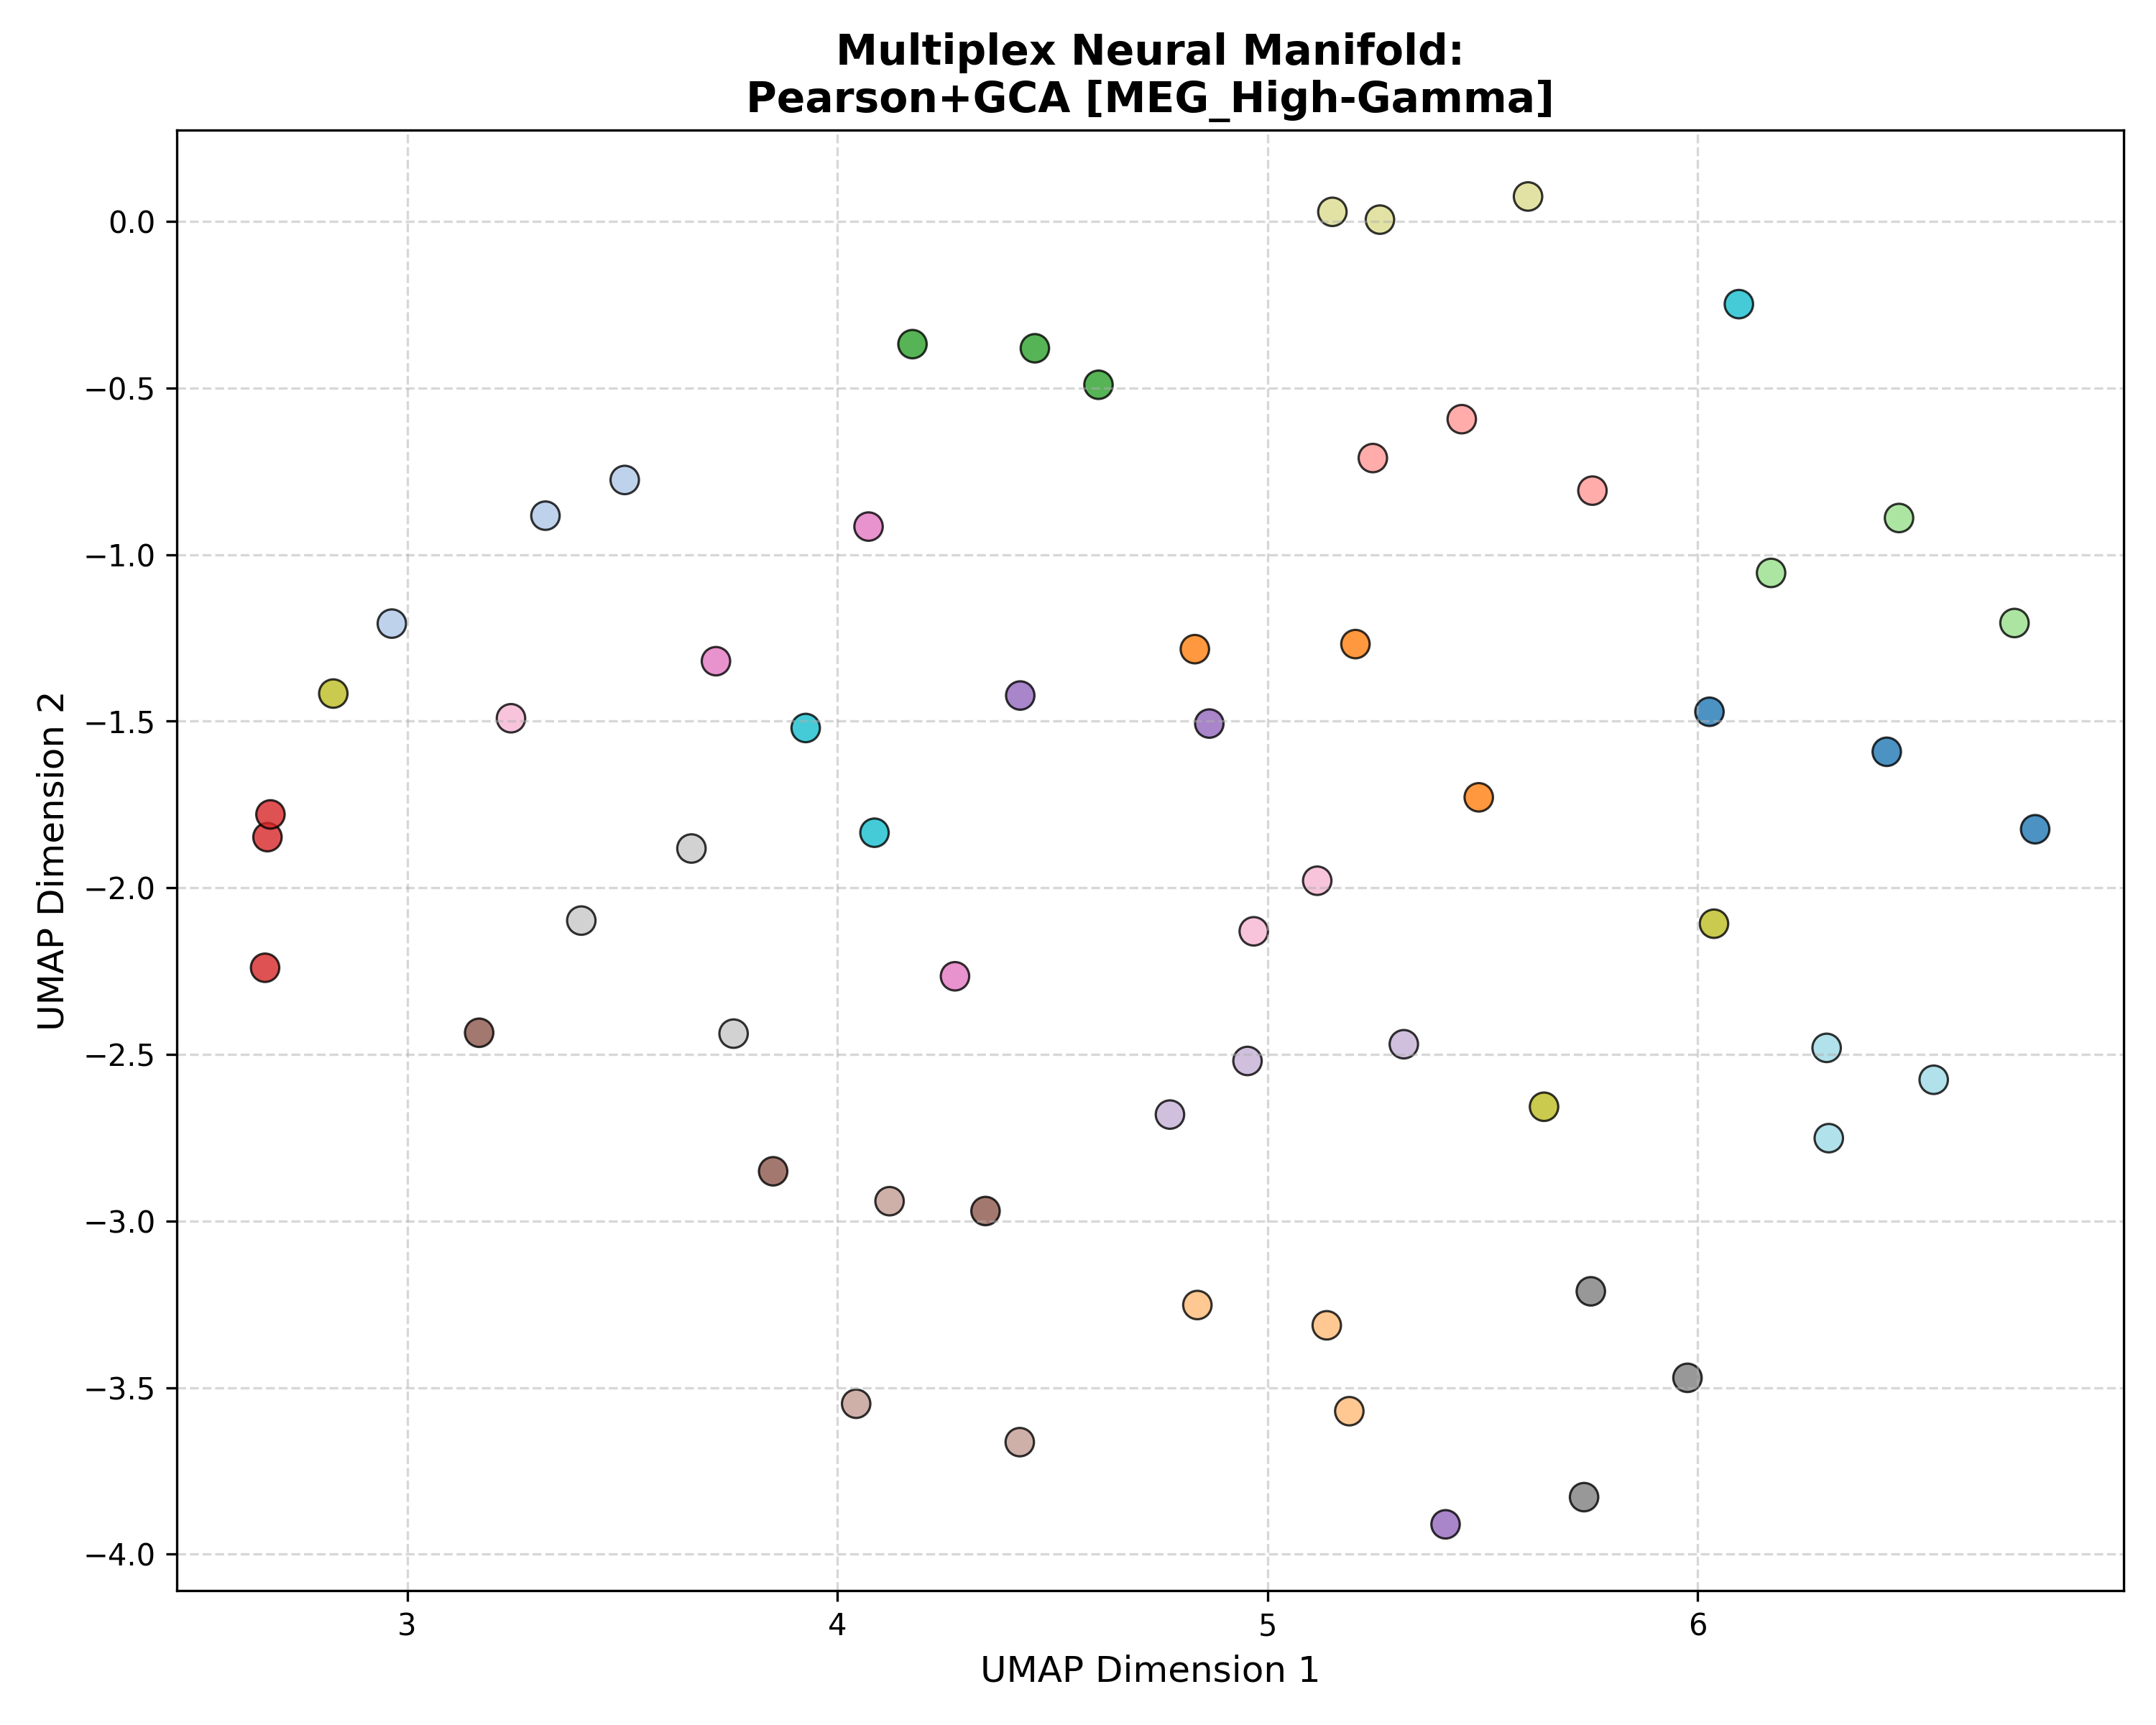 Multiplex Neural Manifold:
Pearson+GCA [MEG_High-Gamma]
UMAP Dimension 2
0.0
−0.5
−1.0
−1.5
−2.0
−2.5
−3.0
−3.5
−4.0
3 4 5 6
UMAP Dimension 1